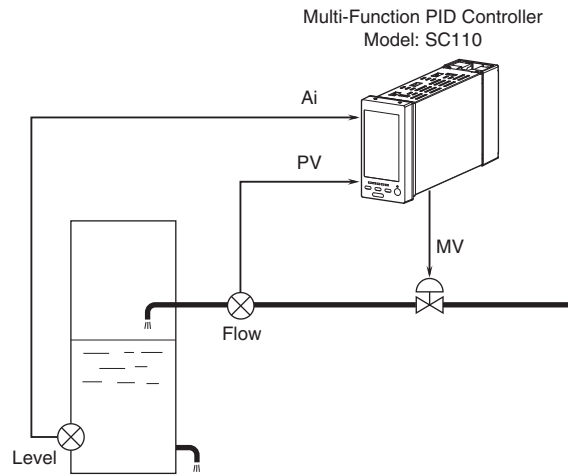 Multi-Function PID Controller
Model: SC110
Ai
PV
MV
Flow
Level